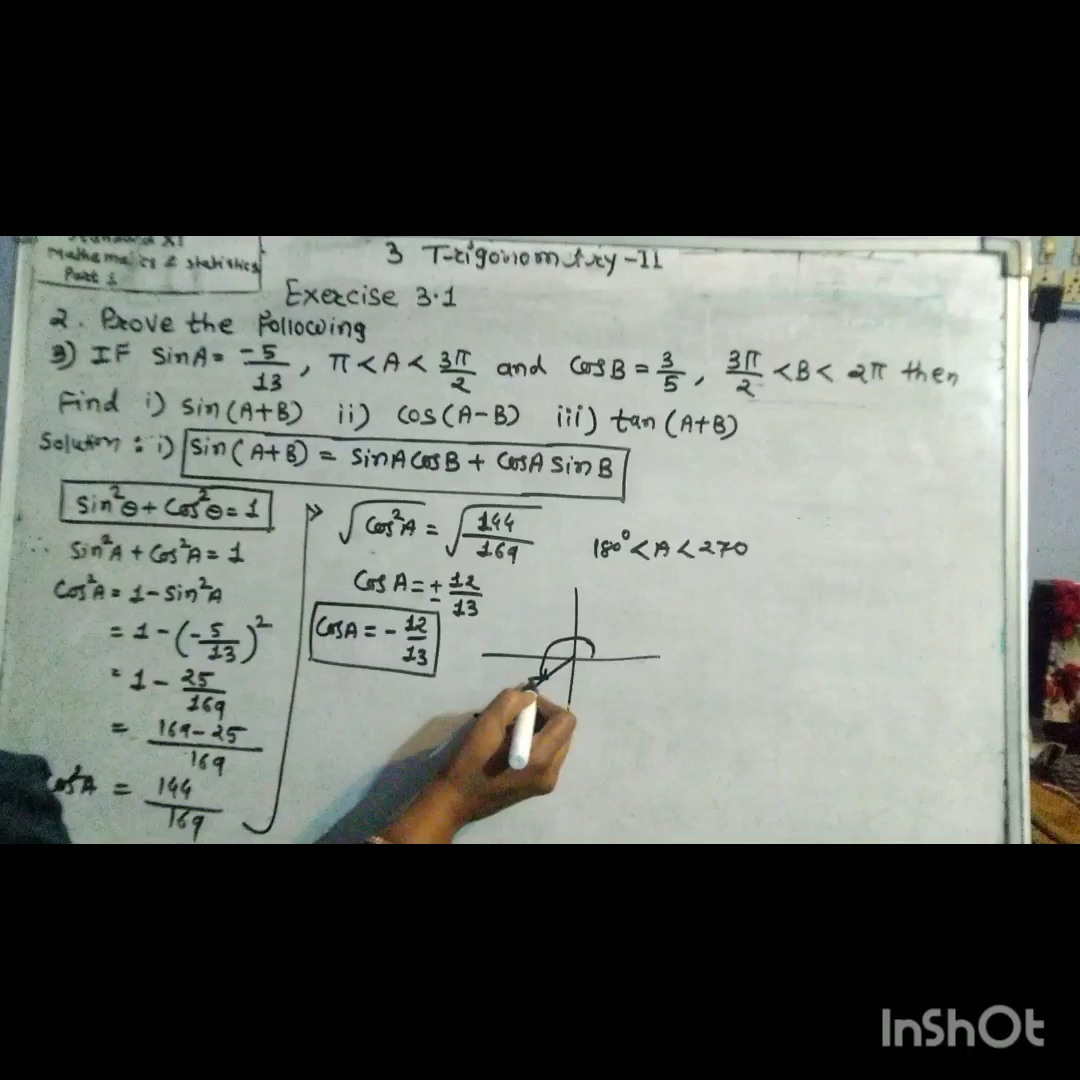 Standard XI
Mathematics & Statistics
Part 1
3 Trigonometry-II
Exercise 3.1
2. Prove the Following
3) IF sinA = -5/13, π < A < 3π/2 and cosB = 3/5, 3π/2 < B < 2π then
Find i) sin(A+B) ii) cos(A-B) iii) tan(A+B)
Solution : i) sin(A+B) = sinA cosB + cosA sinB
sin²θ + cos²θ = 1
∴ sin²A + cos²A = 1
cos²A = 1 - sin²A
= 1 - (-5/13)²
= 1 - 25/169
= 169-25/169
cos²A = 144/169
√cos²A = √144/169
cosA = ± 12/13
cosA = - 12/13
180° < A < 270
InShOt